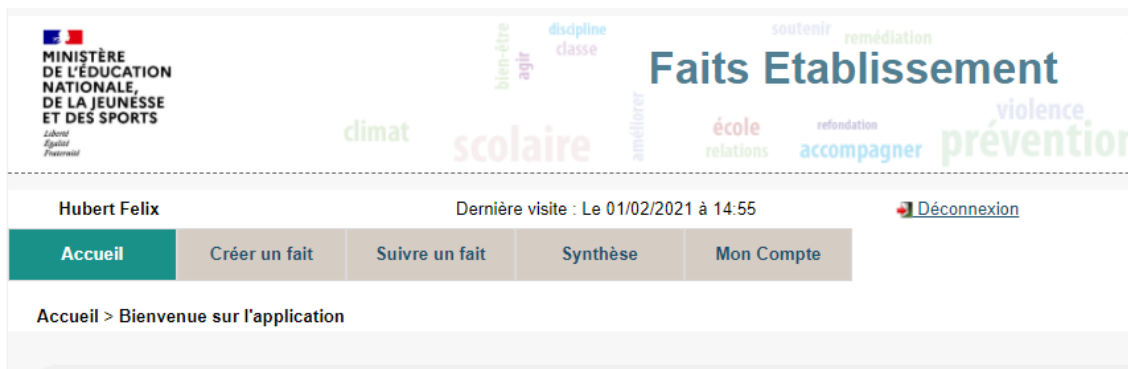 MINISTÈRE
DE L'ÉDUCATION
NATIONALE,
DE LA JEUNESSE
ET DES SPORTS
Liberté
Égalité
Fraternité
bien-être
agir
discipline
classe
soutenir
remédiation
Faits Etablissement
climat
scolaire
améliorer
école
relations
refondation
accompagner
violence
prévention
Hubert Felix
Dernière visite : Le 01/02/2021 à 14:55
Déconnexion
Accueil
Créer un fait
Suivre un fait
Synthèse
Mon Compte
Accueil > Bienvenue sur l'application